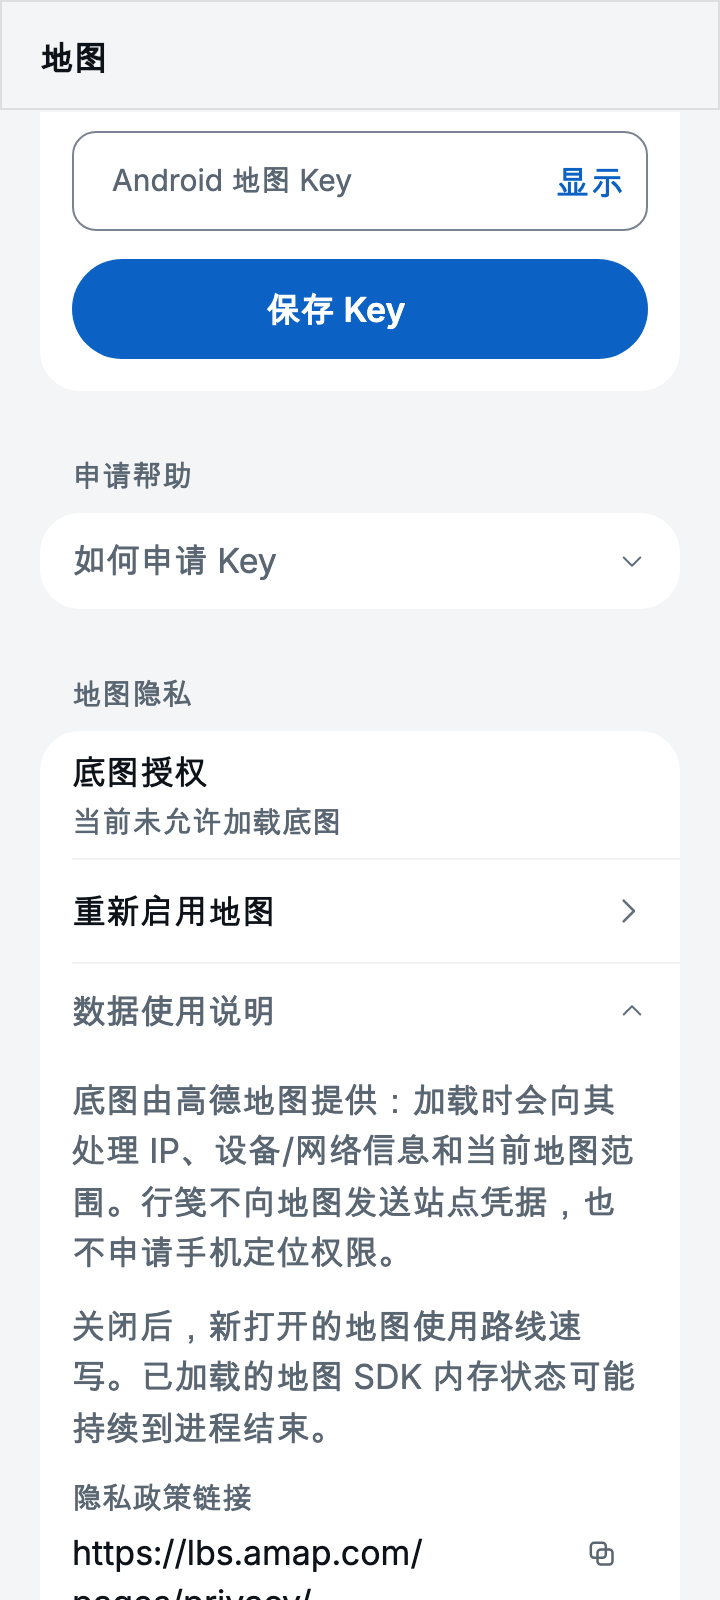 地图
Android 地图 Key
显示
保存 Key
申请帮助
如何申请 Key
地图隐私
底图授权
当前未允许加载底图
重新启用地图
数据使用说明
底图由高德地图提供：加载时会向其
处理 IP、设备/网络信息和当前地图范
围。行笺不向地图发送站点凭据，也
不申请手机定位权限。
关闭后，新打开的地图使用路线速
写。已加载的地图 SDK 内存状态可能
持续到进程结束。
隐私政策链接
https://lbs.amap.com/
pages/privacy/